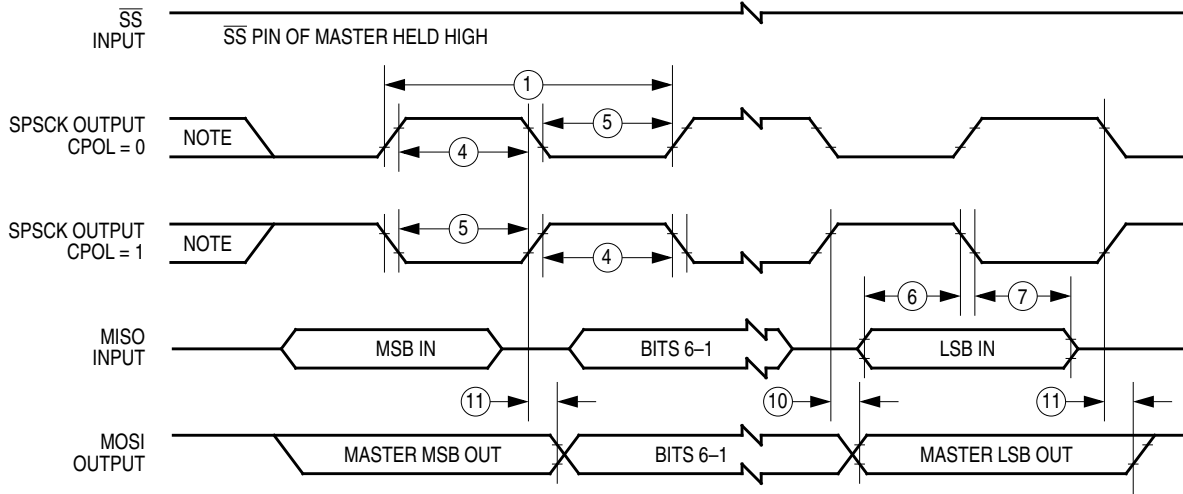 SS
INPUT
SS PIN OF MASTER HELD HIGH
1
SPSCK OUTPUT
CPOL = 0
NOTE
5
4
SPSCK OUTPUT
CPOL = 1
NOTE
5
4
6
7
MISO
INPUT
MSB IN
BITS 6–1
LSB IN
11
10
11
MOSI
OUTPUT
MASTER MSB OUT
BITS 6–1
MASTER LSB OUT